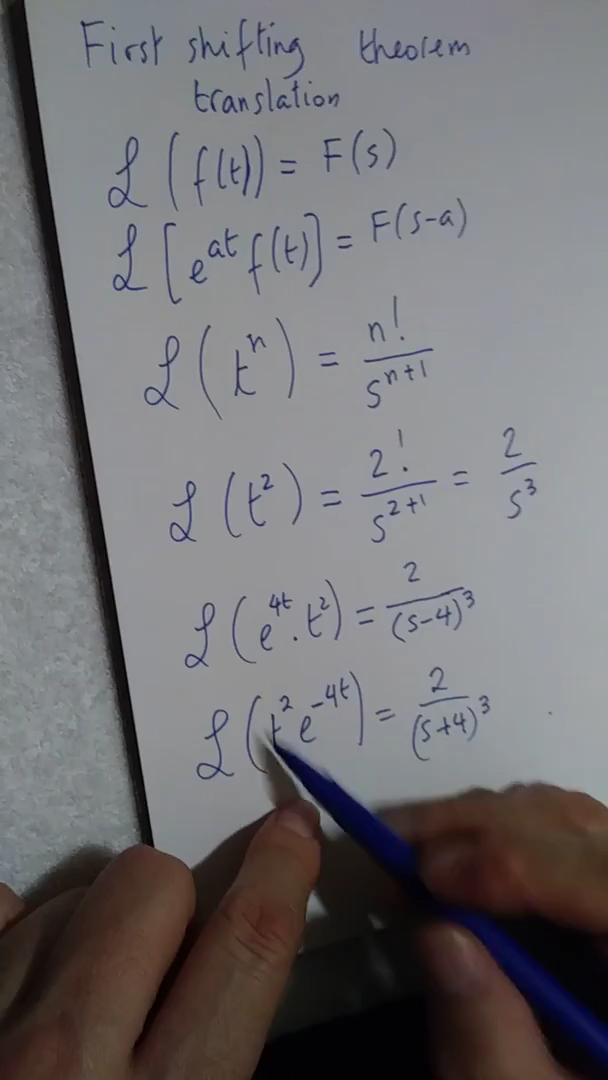 First shifting theorem
translation
ℒ(f(t)) = F(s)
ℒ[e^{at} f(t)] = F(s-a)
ℒ(t^n) = n!/s^{n+1}
ℒ(t^2) = 2!/s^{2+1} = 2/s^3
ℒ(e^{4t}.t^2) = 2/(s-4)^3
ℒ(t^2 e^{-4t}) = 2/(s+4)^3